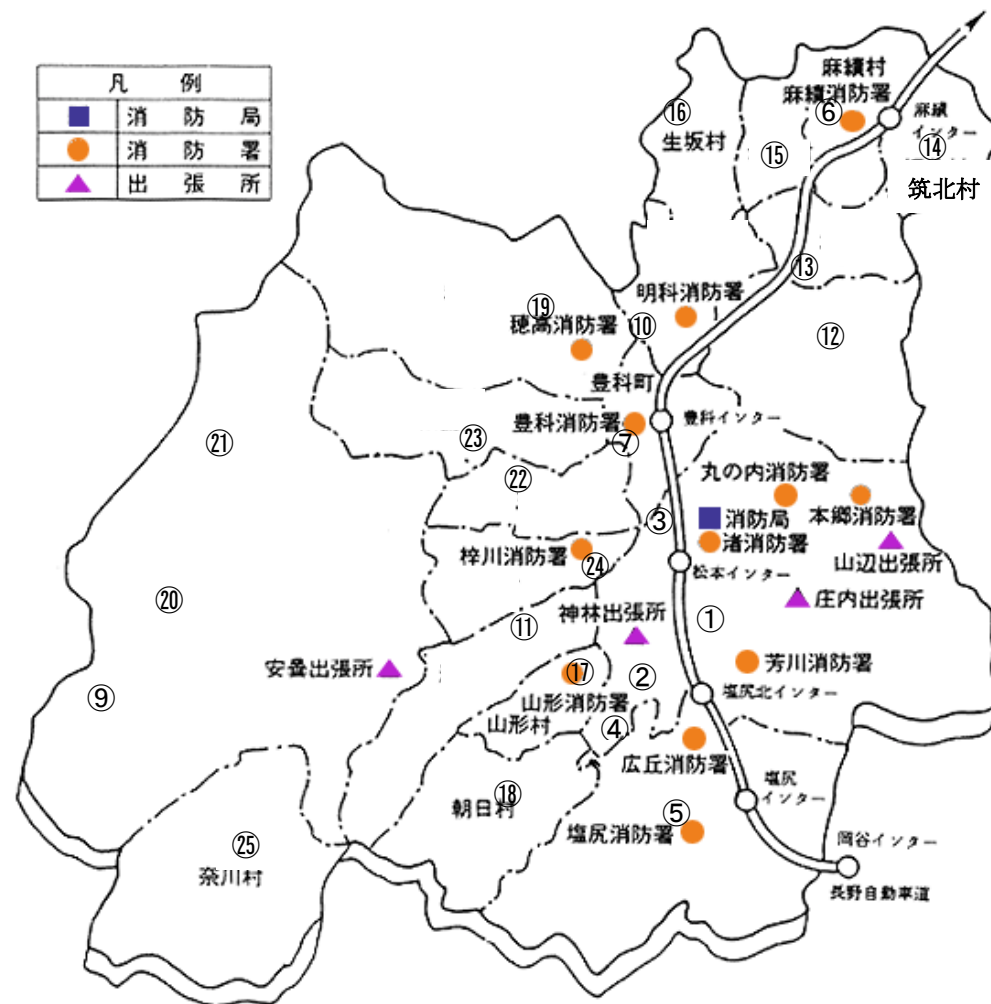 凡 例
消 防 局
消 防 署
出 張 所
麻績村
麻績消防署
⑥
麻績
インター
⑭
筑北村
⑯
生坂村
⑮
⑬
明科消防署
⑲
穂高消防署
⑩
⑫
豊科町
豊科消防署
豊科インター
⑦
㉑
㉓
㉒
丸の内消防署
③
消防局
本郷消防署
渚消防署
山辺出張所
梓川消防署
㉔
松本インター
⑳
庄内出張所
⑪
神林出張所
①
安曇出張所
⑰
②
芳川消防署
⑨
山形消防署
塩尻北インター
山形村
④
広丘消防署
⑱
朝日村
塩尻
インター
⑤
塩尻消防署
㉕
奈川村
岡谷インター
長野自動車道